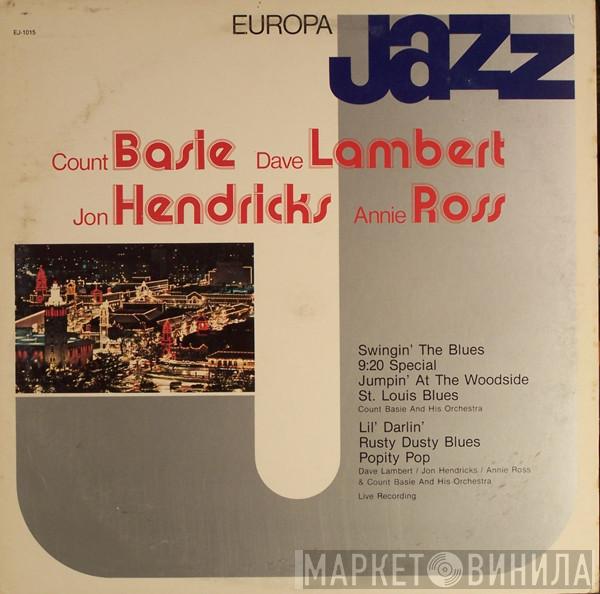 EJ-1015
EUROPA
Jazz
Count Basie Dave Lambert
Jon Hendricks Annie Ross
Swingin' The Blues
9:20 Special
Jumpin' At The Woodside
St. Louis Blues
Count Basie And His Orchestra
Lil' Darlin'
Rusty Dusty Blues
Popity Pop
Dave Lambert / Jon Hendricks / Annie Ross
& Count Basie And His Orchestra
Live Recording
МАРКЕТ ВИНИЛА